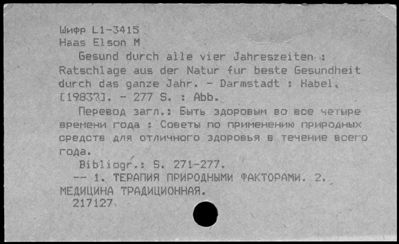 Шифр L1-3415
Haas Elson M
Gesund durch alle vier Jahreszeiten :
Ratschlage aus der Natur fur beste Gesundheit
durch das ganze Jahr. - Darmstadt : Habel,
[1983?]. - 277 S. : Abb.
Перевод загл.: Быть здоровым во все четыре
времени года : Советы по применению природных
средств для отличного здоровья в течение всего
года.
Bibliogr.: S. 271-277.
-- 1. ТЕРАПИЯ ПРИРОДНЫМИ ФАКТОРАМИ. 2.
МЕДИЦИНА ТРАДИЦИОННАЯ.
217127